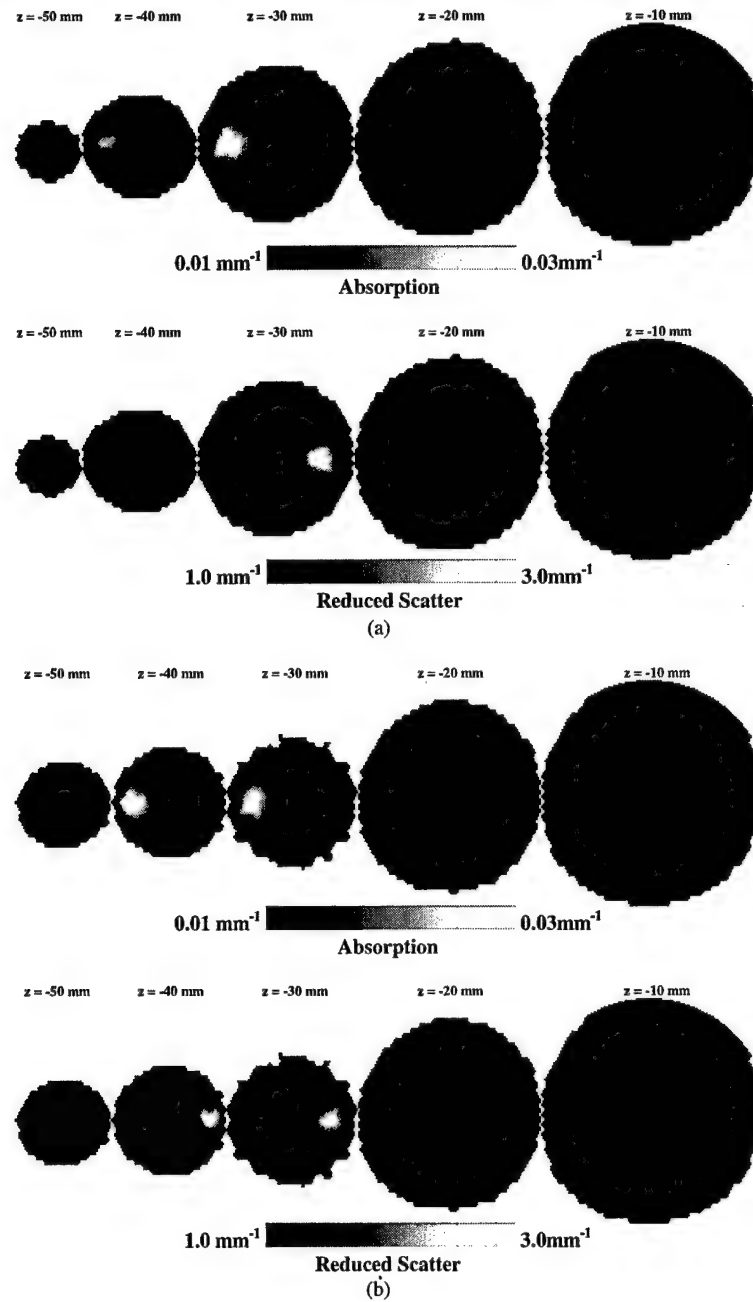 z = -50 mm z = -40 mm z = -30 mm z = -20 mm z = -10 mm
0.01 mm⁻¹ 0.03mm⁻¹
Absorption
z = -50 mm z = -40 mm z = -30 mm z = -20 mm z = -10 mm
1.0 mm⁻¹ 3.0mm⁻¹
Reduced Scatter
(a)
z = -50 mm z = -40 mm z = -30 mm z = -20 mm z = -10 mm
0.01 mm⁻¹ 0.03mm⁻¹
Absorption
z = -50 mm z = -40 mm z = -30 mm z = -20 mm z = -10 mm
1.0 mm⁻¹ 3.0mm⁻¹
Reduced Scatter
(b)